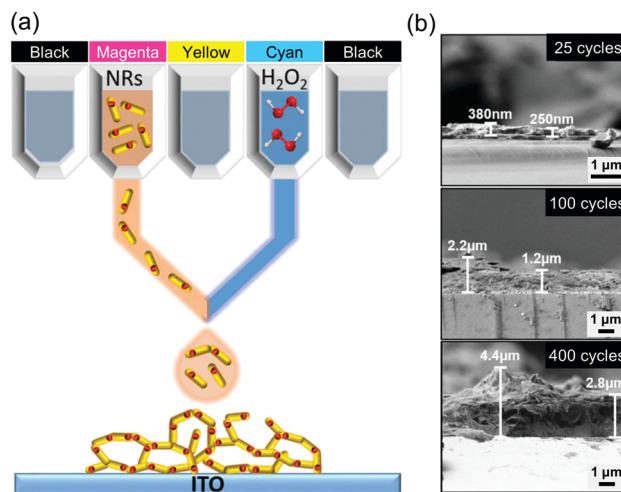 (a)
Black Magenta Yellow Cyan Black
NRs
H₂O₂
ITO
(b)
25 cycles
380nm
250nm
1 µm
100 cycles
2.2µm
1.2µm
1 µm
400 cycles
4.4µm
2.8µm
1 µm